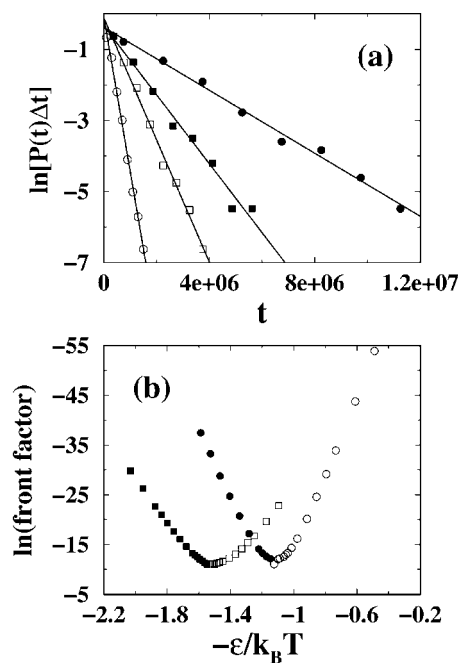 (a)
ln[P(t)Δt]
−1
−3
−5
−7
0 4e+06 8e+06 1.2e+07
t
(b)
ln(front factor)
−55
−45
−35
−25
−15
−5
−2.2 −1.8 −1.4 −1 −0.6 −0.2
−ε/k_BT